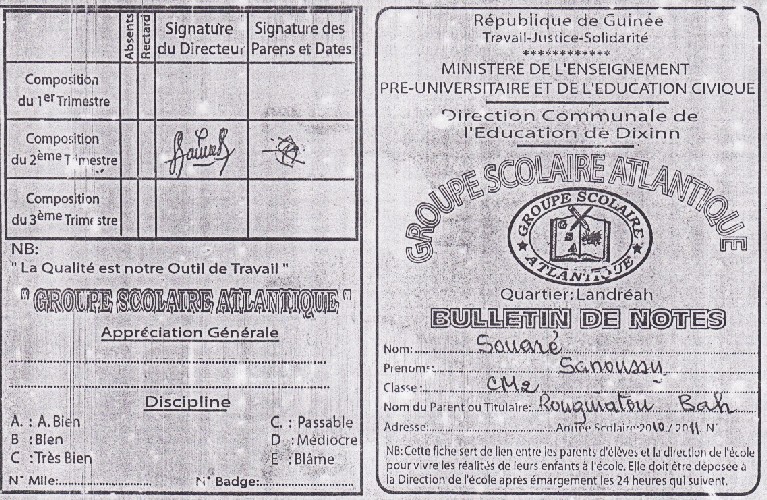 Absents
Rectard
Signature du Directeur
Signature des Parens et Dates
Composition du 1er Trimestre
Composition du 2ème Trimestre
Composition du 3ème Trimestre
NB:
" La Qualité est notre Outil de Travail "
" GROUPE SCOLAIRE ATLANTIQUE "
Appréciation Générale
Discipline
A. : A.Bien
B : Bien
C : Très Bien
C. : Passable
D : Médiocre
E : Blâme
N° Mlle:
N° Badge:
République de Guinée
Travail-Justice-Solidarité
************
MINISTERE DE L'ENSEIGNEMENT
PRE-UNIVERSITAIRE ET DE L'EDUCATION CIVIQUE
Direction Communale de
l'Education de Dixinn
GROUPE SCOLAIRE ATLANTIQUE
GROUPE SCOLAIRE
ATLANTIQUE
Quartier: Landréah
BULLETIN DE NOTES
Nom: Souaré
Prenoms: Sanoussy
Classe: CM2
Nom du Parent ou Titulaire: Rouguiatou Bah
Adresse: Année Scolaire 2010 / 2011 N°
NB: Cette fiche sert de lien entre les parents d'élèves et la direction de l'école
pour vivre les réalités de leurs enfants à l'école. Elle doit être déposée à
la Direction de l'école après émargement les 24 heures qui suivent.